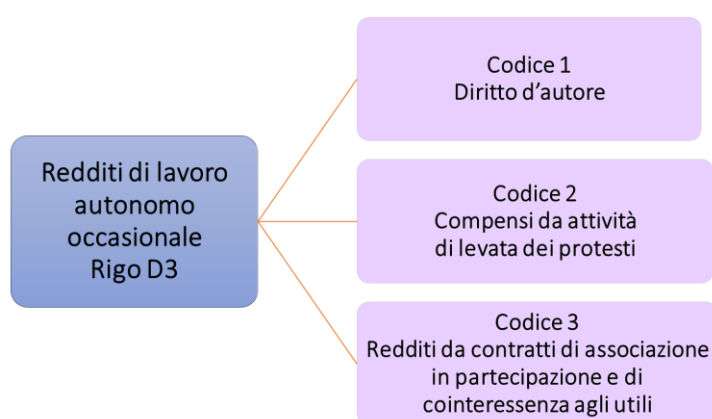 Redditi di lavoro
autonomo
occasionale
Rigo D3
Codice 1
Diritto d'autore
Codice 2
Compensi da attività
di levata dei protesti
Codice 3
Redditi da contratti di associazione
in partecipazione e di
cointeressenza agli utili